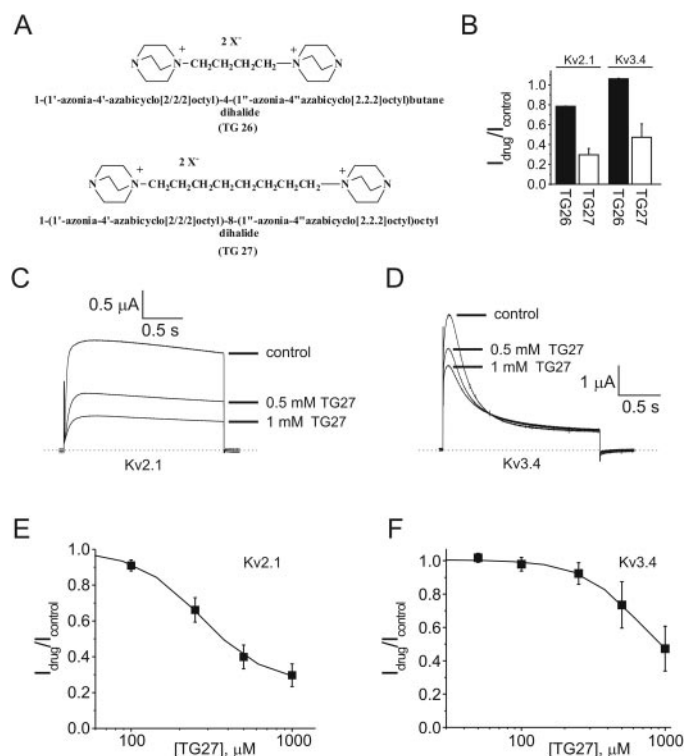 A
2 X⁻
N + N—CH₂CH₂CH₂CH₂—N + N
1-(1'-azonia-4'-azabicyclo[2/2/2]octyl)-4-(1''-azonia-4''azabicyclo[2.2.2]octyl)butane
dihalide
(TG 26)
2 X⁻
N + N—CH₂CH₂CH₂CH₂CH₂CH₂CH₂CH₂—N + N
1-(1'-azonia-4'-azabicyclo[2/2/2]octyl)-8-(1''-azonia-4''azabicyclo[2.2.2]octyl)octyl
dihalide
(TG 27)
B
Kv2.1 Kv3.4
I drug/I control
1.0
0.8
0.6
0.4
0.2
0.0
TG26
TG27
TG26
TG27
C
0.5 μA
0.5 s
control
0.5 mM TG27
1 mM TG27
Kv2.1
D
control
0.5 mM TG27
1 mM TG27
1 μA
0.5 s
Kv3.4
E
Kv2.1
I drug/I control
1.0
0.8
0.6
0.4
0.2
0.0
100 1000
[TG27], μM
F
Kv3.4
I drug/I control
1.0
0.8
0.6
0.4
0.2
0.0
100 1000
[TG27], μM